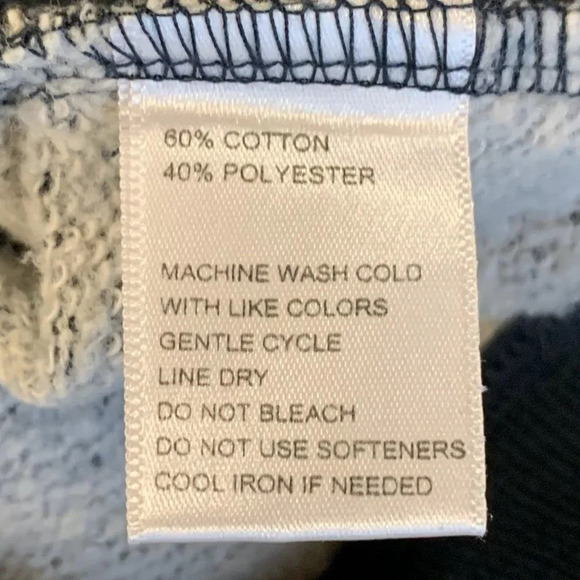 60% COTTON
40% POLYESTER
MACHINE WASH COLD
WITH LIKE COLORS
GENTLE CYCLE
LINE DRY
DO NOT BLEACH
DO NOT USE SOFTENERS
COOL IRON IF NEEDED